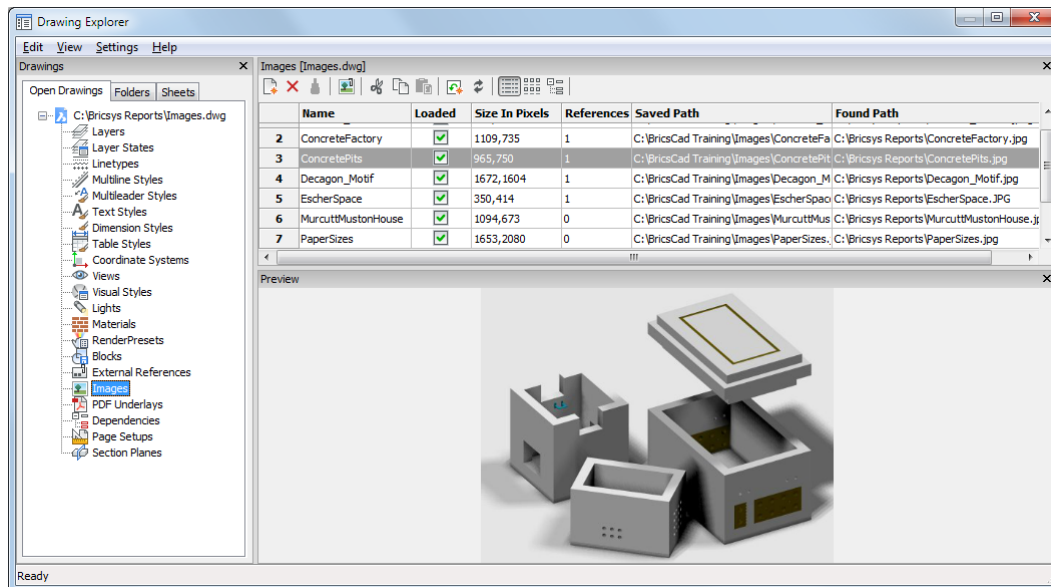 Drawing Explorer
Edit View Settings Help
Drawings
Open Drawings Folders Sheets
C:\Bricsys Reports\Images.dwg
Layers
Layer States
Linetypes
Multiline Styles
Multileader Styles
Text Styles
Dimension Styles
Table Styles
Coordinate Systems
Views
Visual Styles
Lights
Materials
RenderPresets
Blocks
External References
Images
PDF Underlays
Dependencies
Page Setups
Section Planes
Images [Images.dwg]
Name Loaded Size In Pixels References Saved Path Found Path
2 ConcreteFactory 1109,735 1 C:\BricsCad Training\Images\ConcreteFa C:\Bricsys Reports\ConcreteFactory.jpg
3 ConcretePits 965,750 1 C:\BricsCad Training\Images\ConcretePit C:\Bricsys Reports\ConcretePits.jpg
4 Decagon_Motif 1672,1604 1 C:\BricsCad Training\Images\Decagon_M C:\Bricsys Reports\Decagon_Motif.jpg
5 EscherSpace 350,414 1 C:\BricsCad Training\Images\EscherSpac C:\Bricsys Reports\EscherSpace.JPG
6 MurcuttMustonHouse 1094,673 0 C:\BricsCad Training\Images\MurcuttMus C:\Bricsys Reports\MurcuttMustonHouse.jp
7 PaperSizes 1653,2080 0 C:\BricsCad Training\Images\PaperSizes. C:\Bricsys Reports\PaperSizes.jpg
Preview
Ready